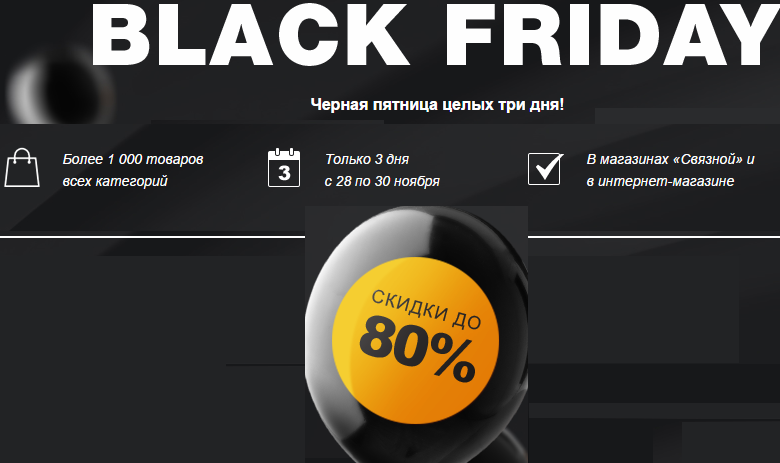 BLACK FRIDAY
Черная пятница целых три дня!
Более 1 000 товаров
всех категорий
3
Только 3 дня
с 28 по 30 ноября
В магазинах «Связной» и
в интернет-магазине
СКИДКИ ДО
80%